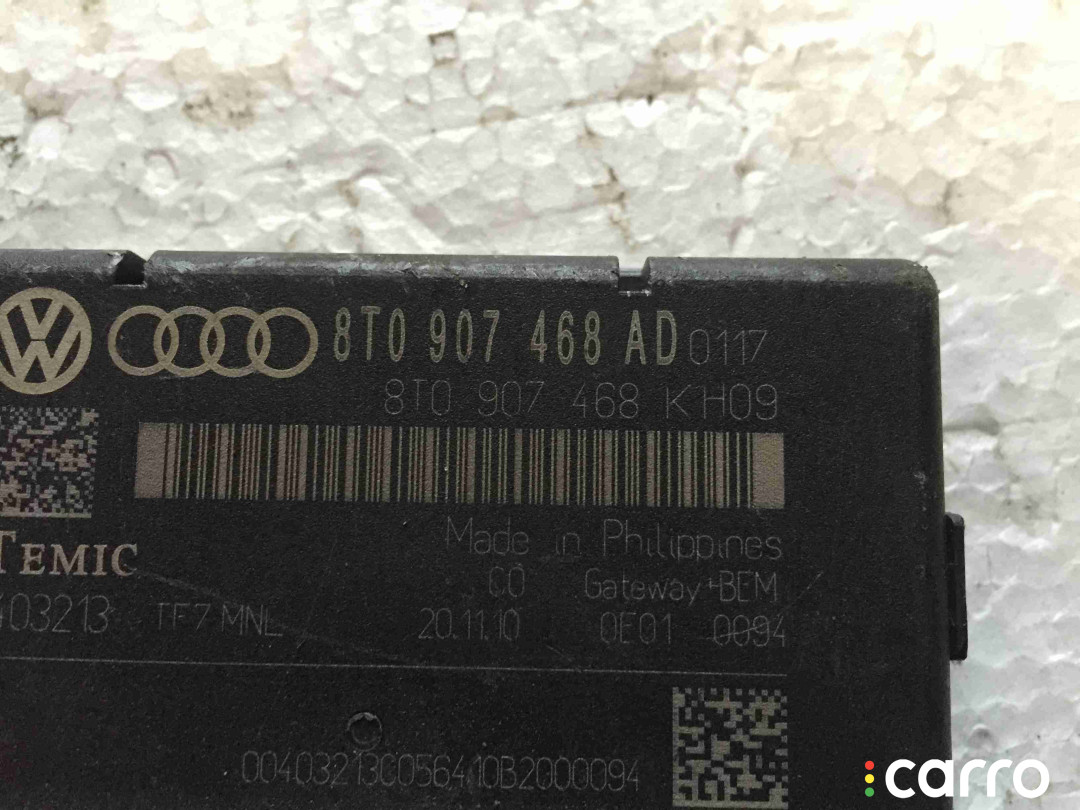 8T0 907 468 AD 0117
8T0 907 468 KH09
Made in Philippines
TEMIC
CO Gateway+BEM
403213 TF7 MNL 20.11.10 0E01 0094
00403213C056410B2000094
carro